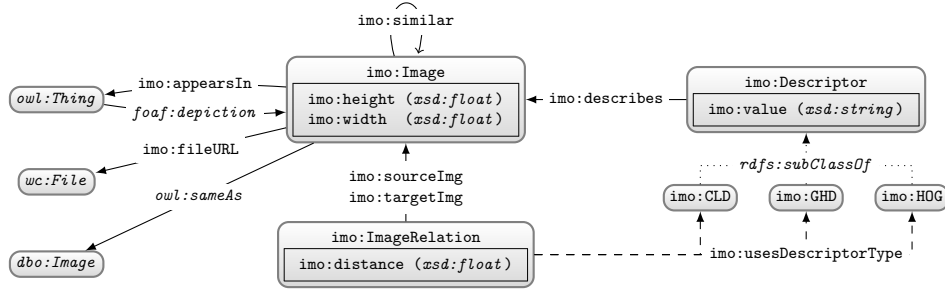 imo:similar
imo:Image
imo:height (xsd:float)
imo:width (xsd:float)
imo:Descriptor
imo:value (xsd:string)
imo:appearsIn
owl:Thing
foaf:depiction
imo:describes
imo:fileURL
wc:File
owl:sameAs
imo:sourceImg
imo:targetImg
rdfs:subClassOf
imo:CLD
imo:GHD
imo:HOG
imo:ImageRelation
imo:distance (xsd:float)
dbo:Image
imo:usesDescriptorType